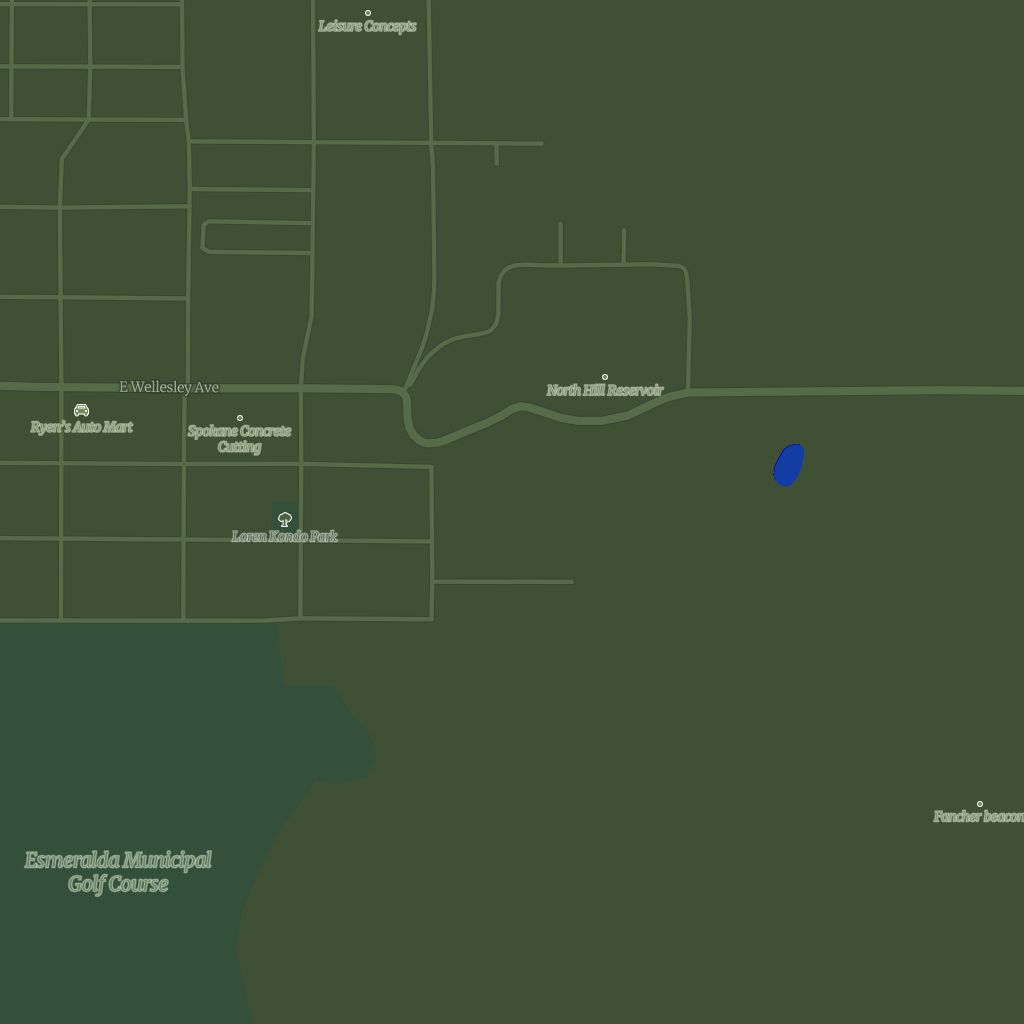 Leisure Concepts
E Wellesley Ave
North Hill Reservoir
Ryen's Auto Mart
Spokane Concrete
Cutting
Loren Kondo Park
Fancher beacon
Esmeralda Municipal
Golf Course